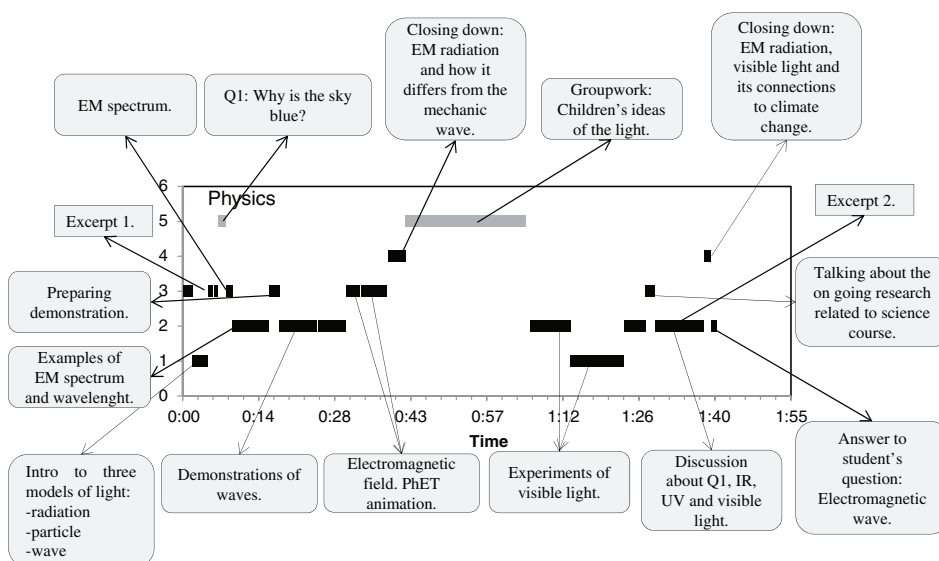 Closing down:
EM radiation
and how it
differs from the
mechanic
wave.
Closing down:
EM radiation,
visible light and
its connections
to climate
change.
EM spectrum.
Q1: Why is the sky
blue?
Groupwork:
Children's ideas
of the light.
Physics
Excerpt 1.
Excerpt 2.
Preparing
demonstration.
Talking about the
on going research
related to science
course.
Examples of
EM spectrum
and wavelenght.
6
5
4
3
2
1
0
0:00
0:14
0:28
0:43
0:57
1:12
1:26
1:40
1:55
Time
Intro to three
models of light:
-radiation
-particle
-wave
Demonstrations of
waves.
Electromagnetic
field. PhET
animation.
Experiments of
visible light.
Discussion
about Q1, IR,
UV and visible
light.
Answer to
student's
question:
Electromagnetic
wave.